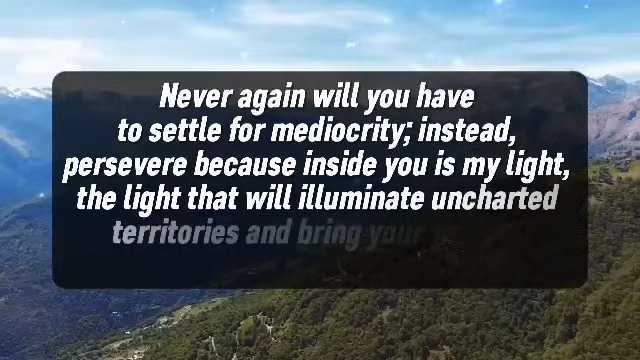 Never again will you have
to settle for mediocrity; instead,
persevere because inside you is my light,
the light that will illuminate uncharted
territories and bring your